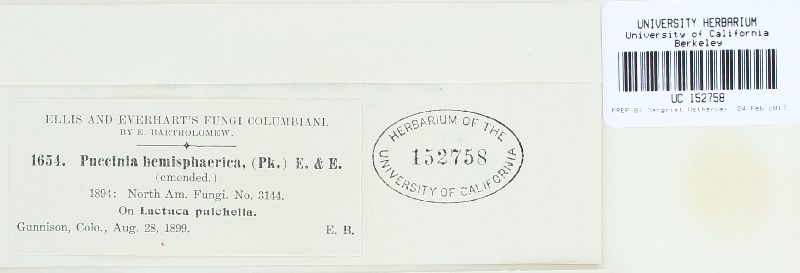 ELLIS AND EVERHART'S FUNGI COLUMBIANI.
BY E. BARTHOLOMEW.
1654. Puccinia hemisphaerica, (Pk.) E. & E.
(emended.)
1894: North Am. Fungi. No. 3144.
On Lactuca pulchella.
Gunnison, Colo., Aug. 28, 1899. E. B.
HERBARIUM OF THE
152758
UNIVERSITY OF CALIFORNIA
UNIVERSITY HERBARIUM
University of California
Berkeley
UC 152758
PREP BY Margriet Wetherwax, 24 Feb 2017